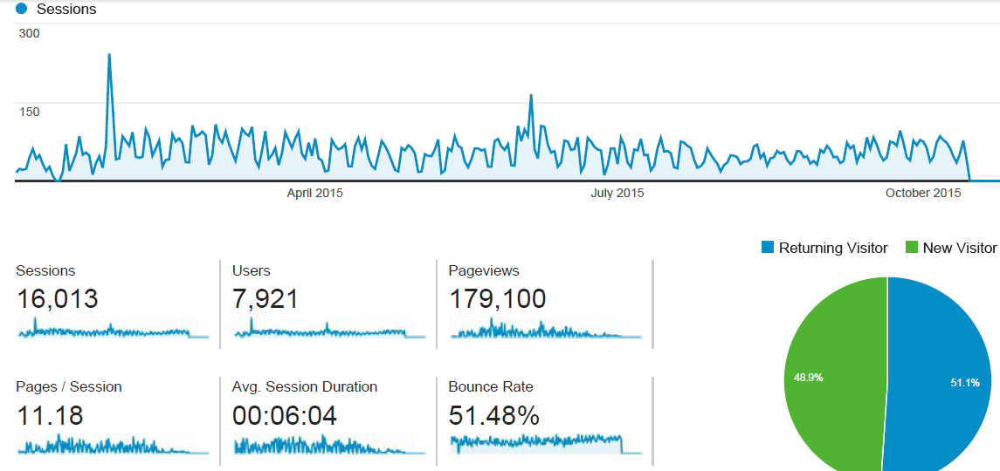 Sessions
300
150
April 2015 July 2015 October 2015
Returning Visitor New Visitor
Sessions Users Pageviews
16,013 7,921 179,100
48.9% 51.1%
Pages / Session Avg. Session Duration Bounce Rate
11.18 00:06:04 51.48%